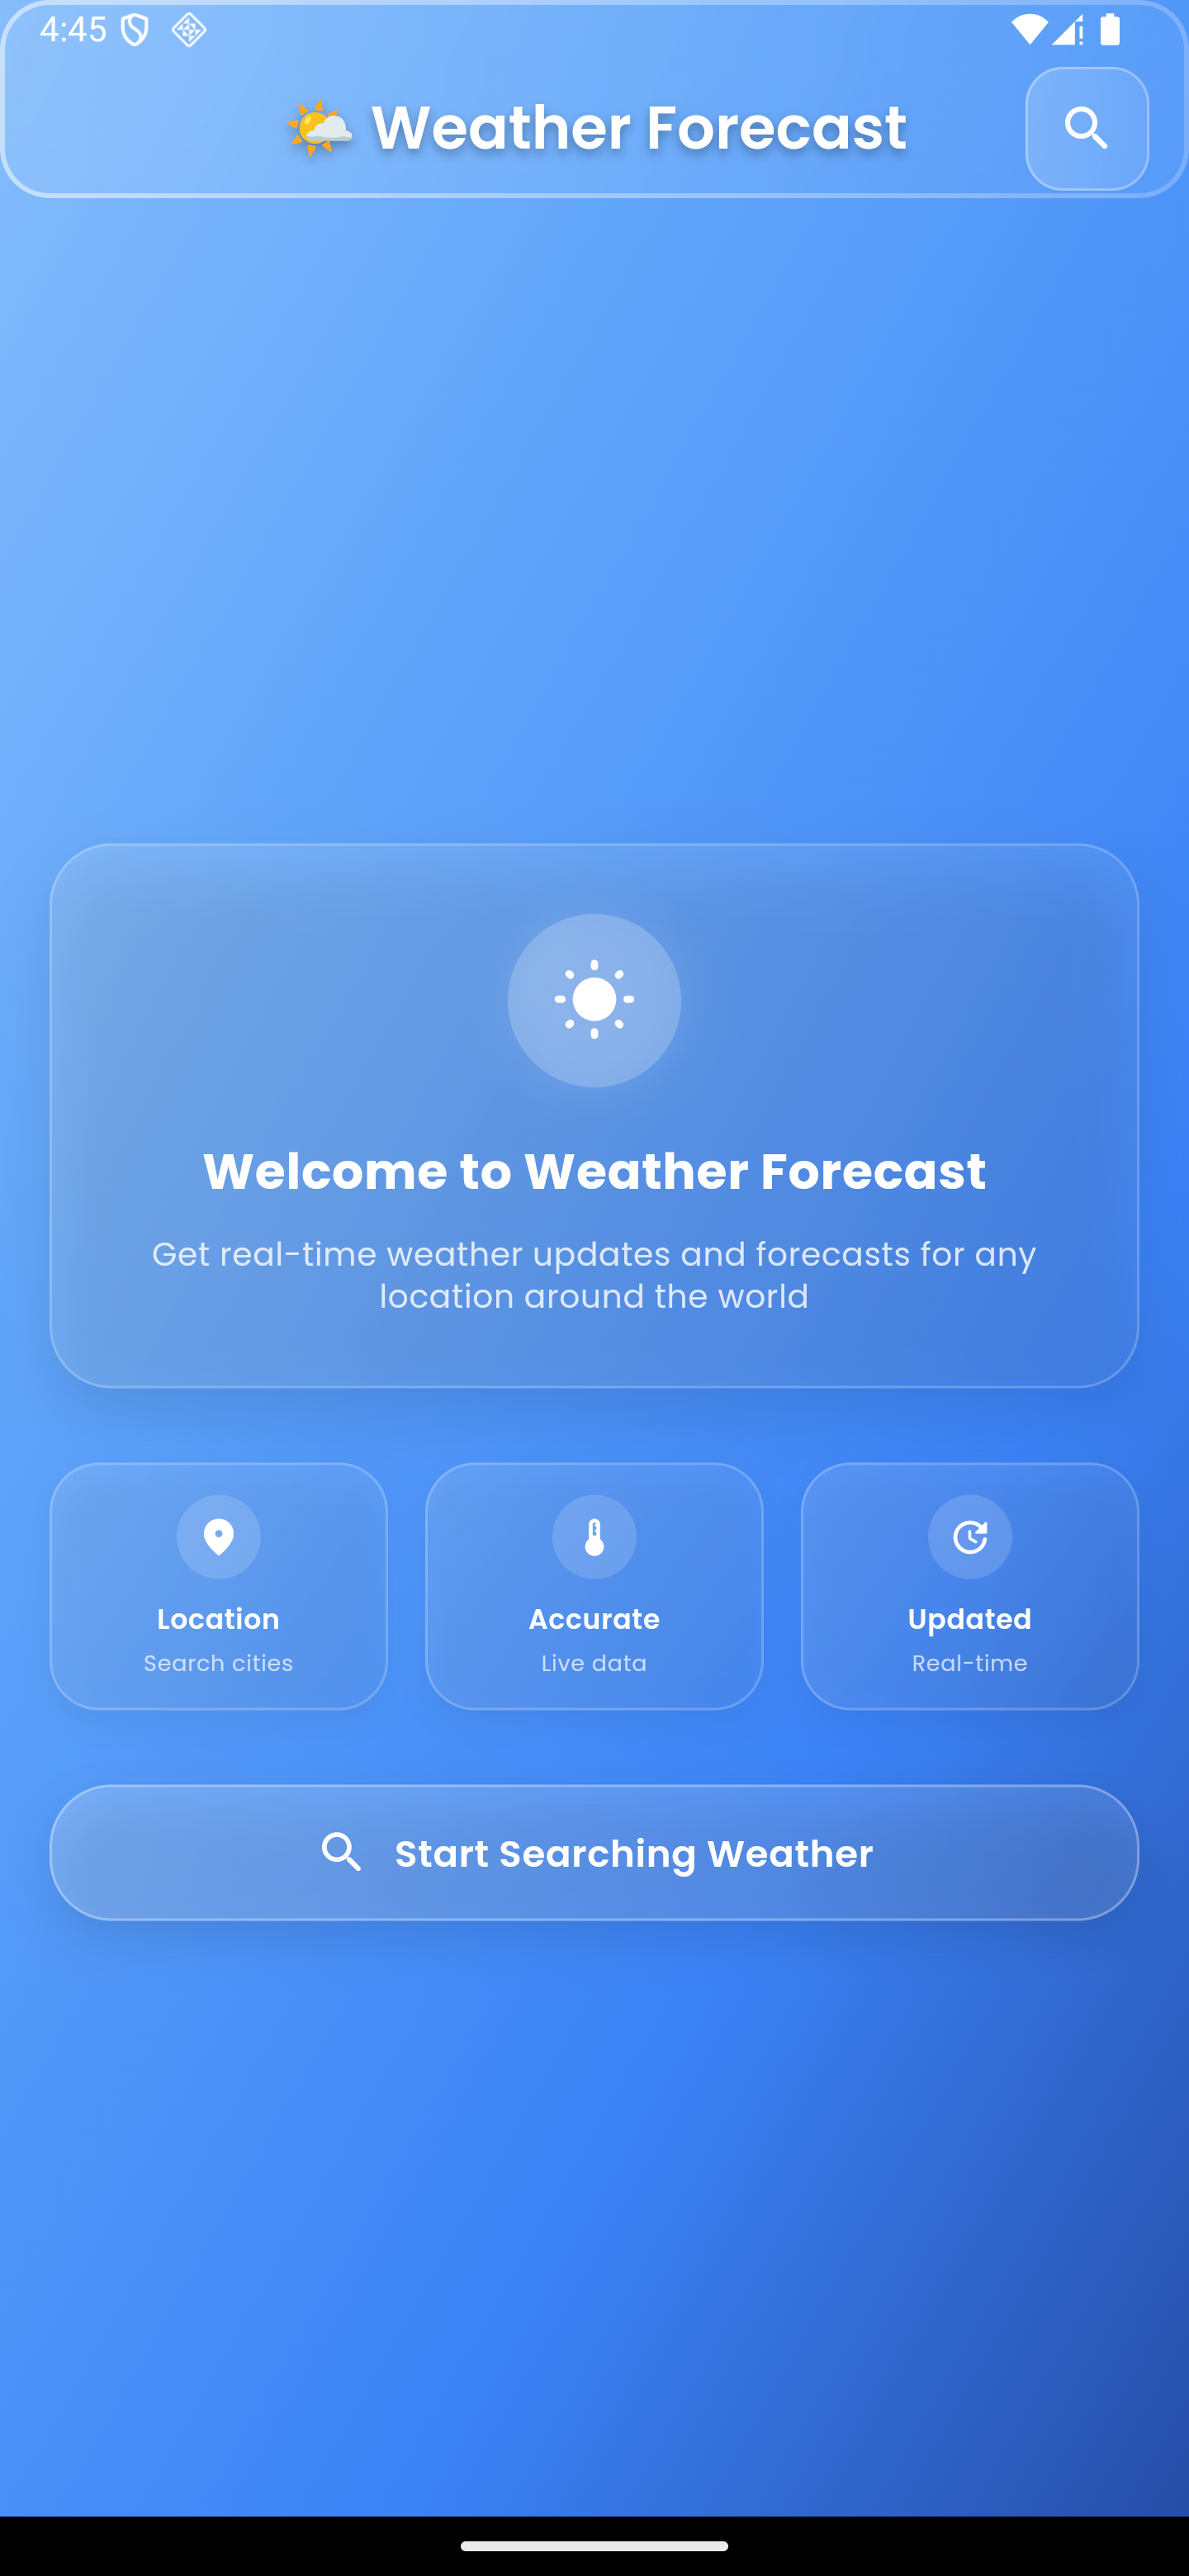 4:45
🌤️ Weather Forecast
Welcome to Weather Forecast
Get real-time weather updates and forecasts for any
location around the world
Location
Search cities
Accurate
Live data
Updated
Real-time
Start Searching Weather